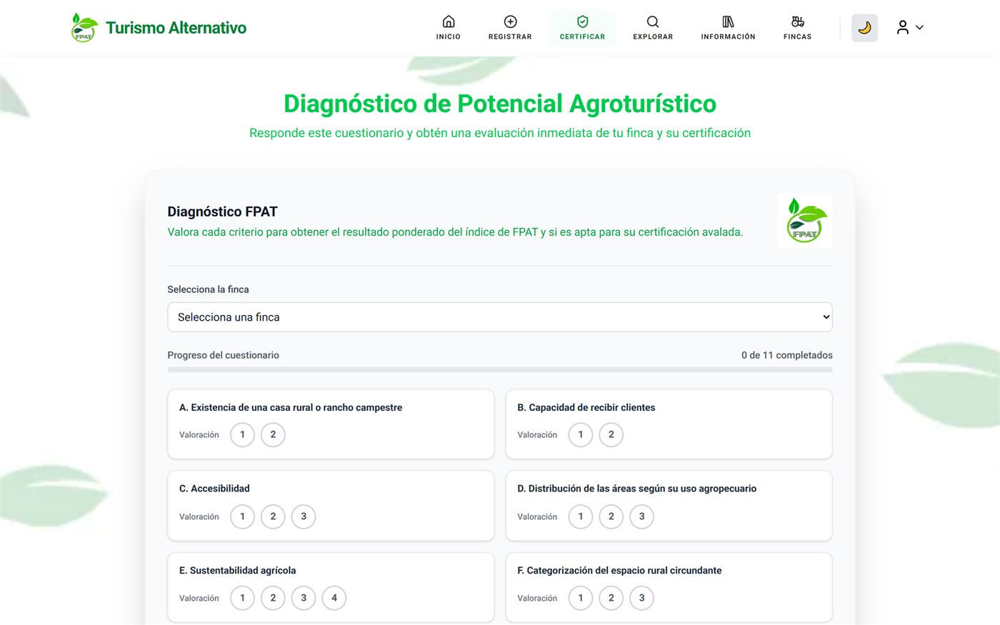 FPAT
Turismo Alternativo
INICIO
REGISTRAR
CERTIFICAR
EXPLORAR
INFORMACIÓN
FINCAS
Diagnóstico de Potencial Agroturístico
Responde este cuestionario y obtén una evaluación inmediata de tu finca y su certificación
Diagnóstico FPAT
Valora cada criterio para obtener el resultado ponderado del índice de FPAT y si es apta para su certificación avalada.
FPAT
Selecciona la finca
Selecciona una finca
Progreso del cuestionario
0 de 11 completados
A. Existencia de una casa rural o rancho campestre
Valoración 1 2
B. Capacidad de recibir clientes
Valoración 1 2
C. Accesibilidad
Valoración 1 2 3
D. Distribución de las áreas según su uso agropecuario
Valoración 1 2 3
E. Sustentabilidad agrícola
Valoración 1 2 3 4
F. Categorización del espacio rural circundante
Valoración 1 2 3